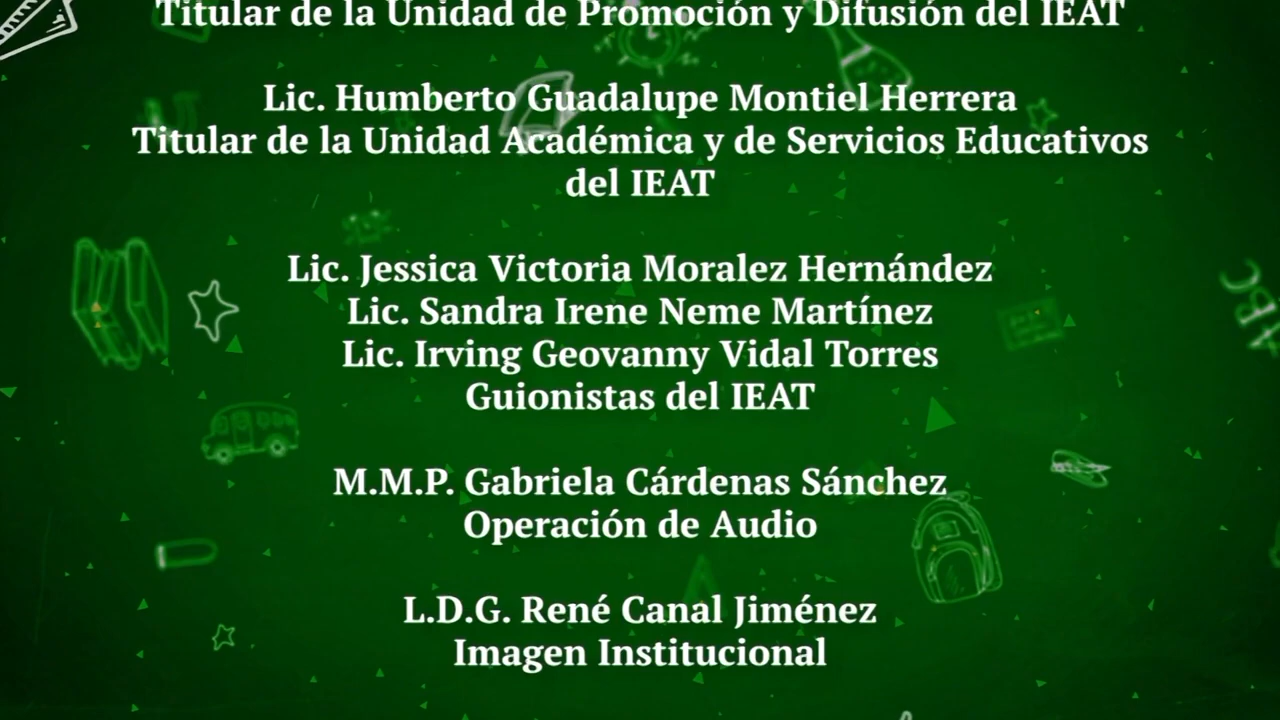 Titular de la Unidad de Promoción y Difusión del IEAT
Lic. Humberto Guadalupe Montiel Herrera
Titular de la Unidad Académica y de Servicios Educativos
del IEAT
Lic. Jessica Victoria Moralez Hernández
Lic. Sandra Irene Neme Martínez
Lic. Irving Geovanny Vidal Torres
Guionistas del IEAT
M.M.P. Gabriela Cárdenas Sánchez
Operación de Audio
L.D.G. René Canal Jiménez
Imagen Institucional
ABC